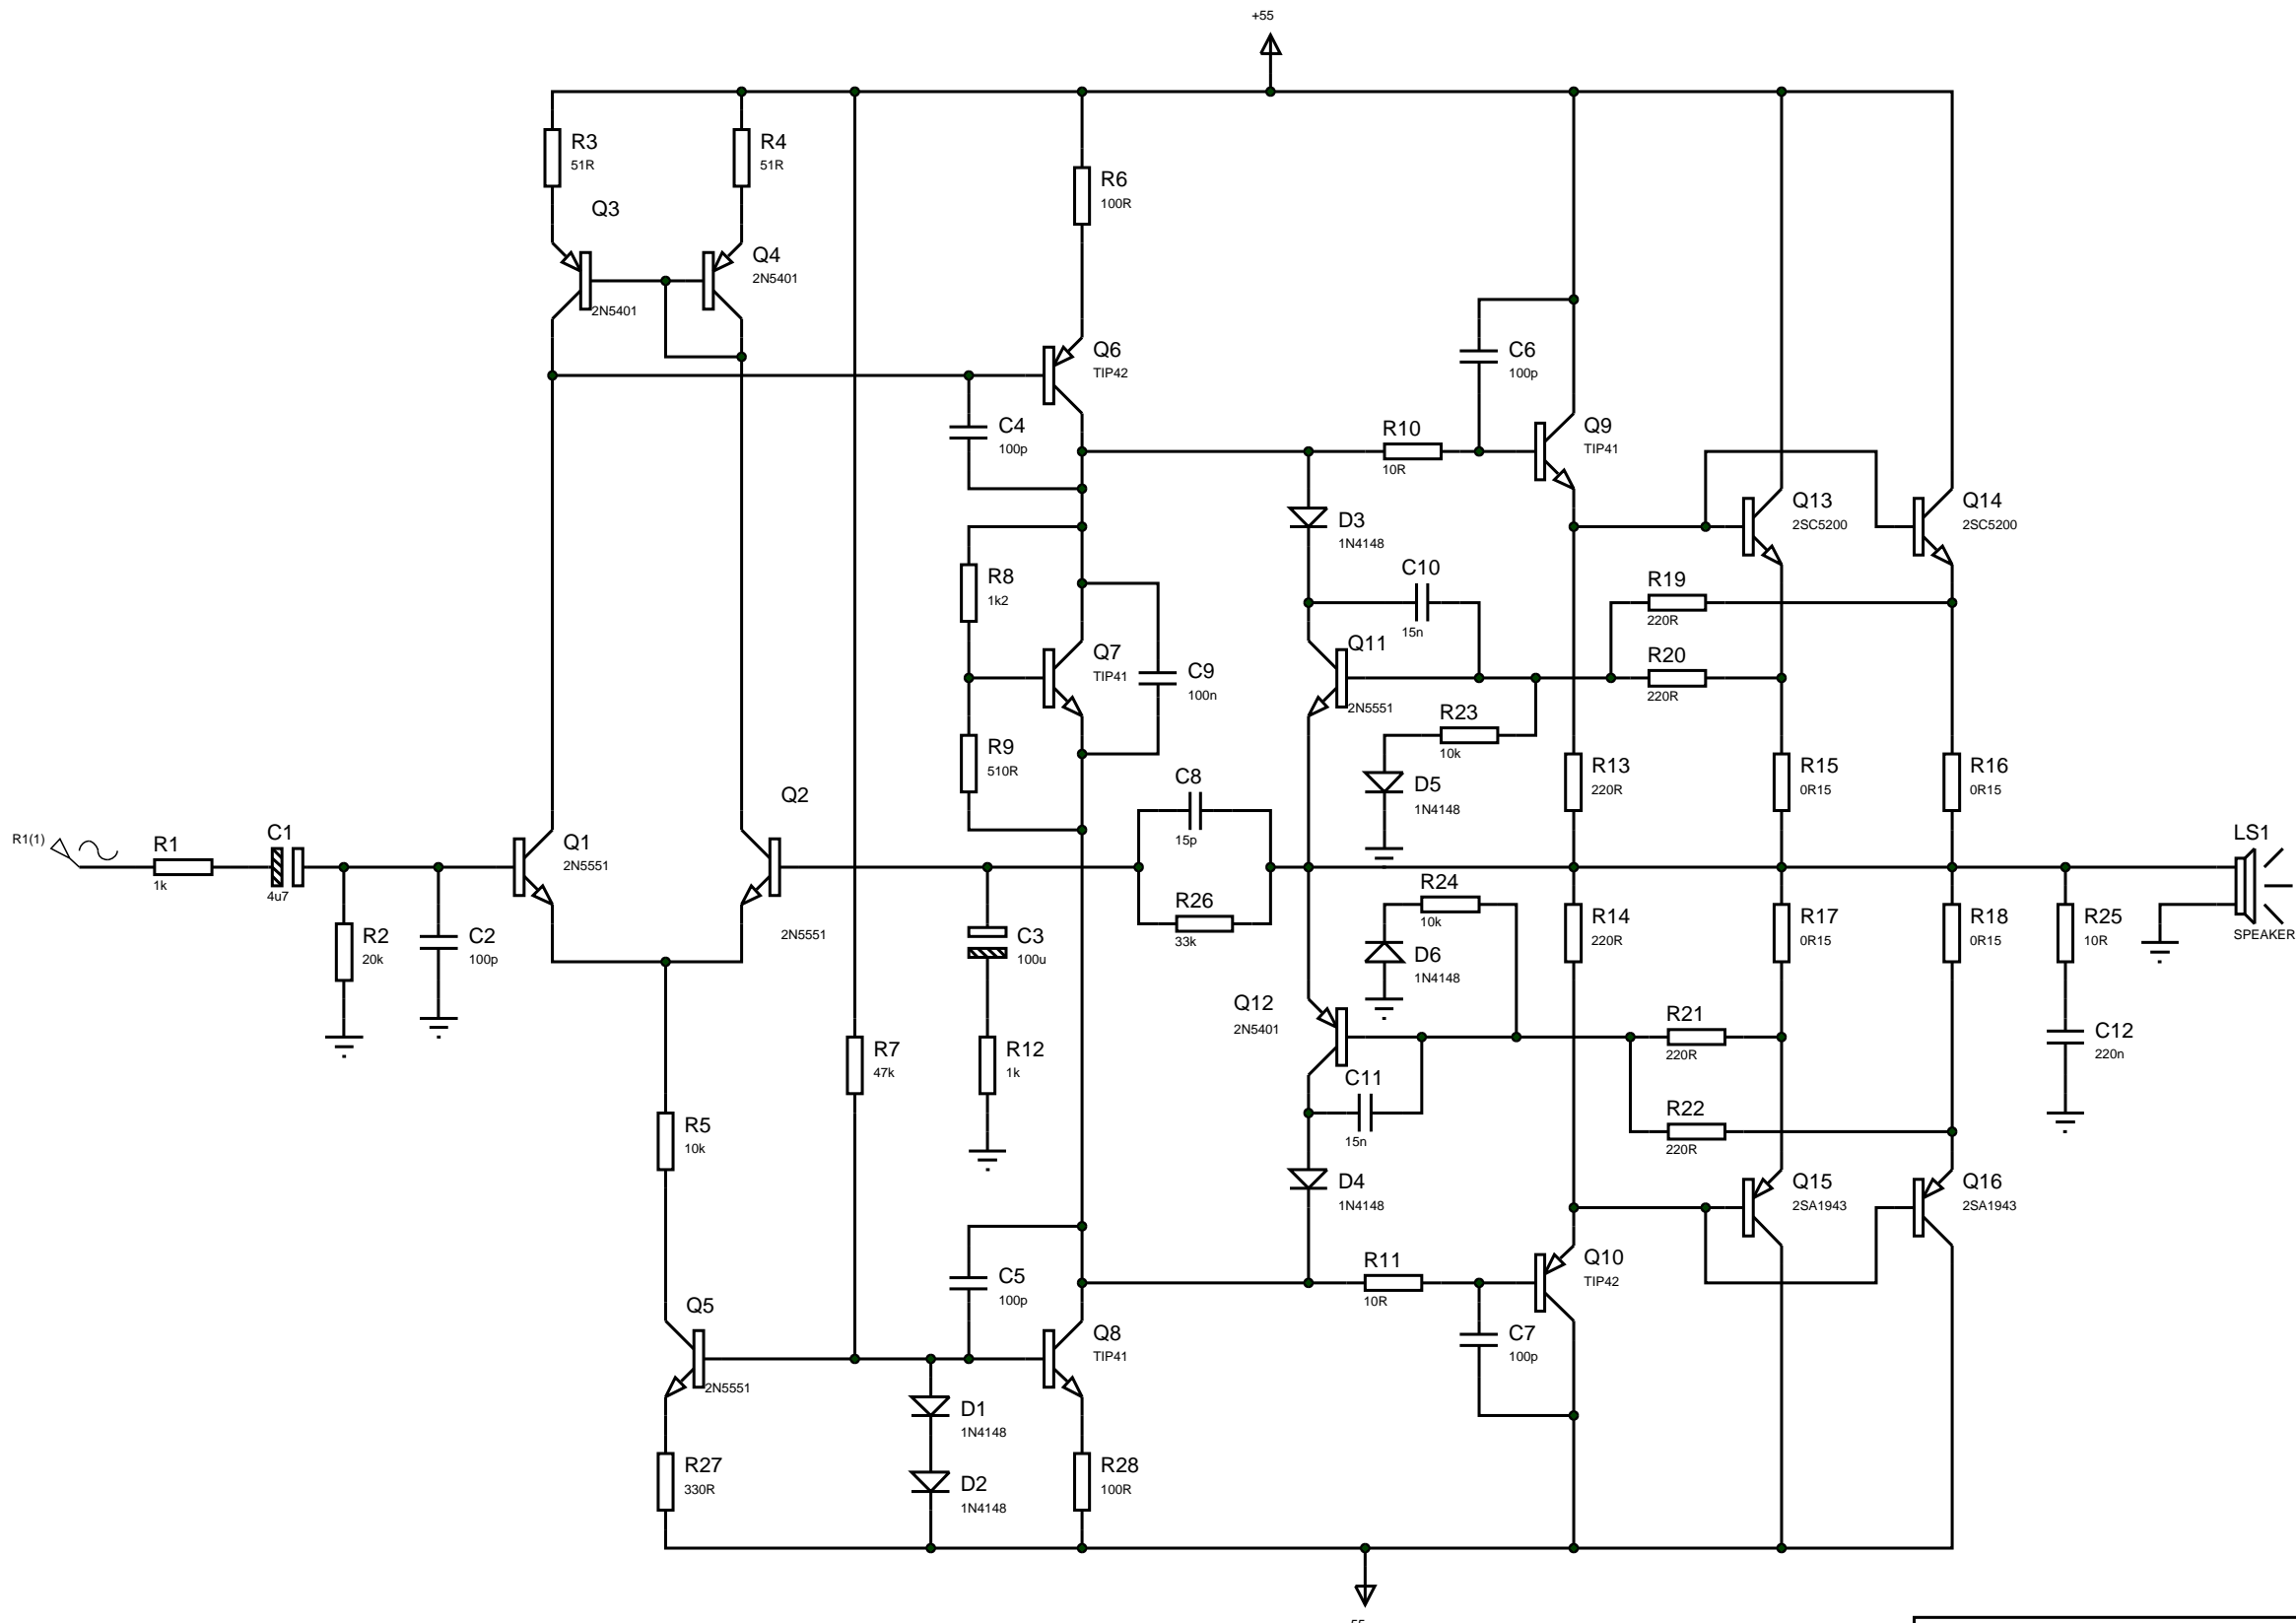 +55
R3
51R
R4
51R
Q3
2N5401
Q4
2N5401
R6
100R
Q6
TIP42
C4
100p
C6
100p
R10
10R
Q9
TIP41
Q13
2SC5200
Q14
2SC5200
D3
1N4148
R8
1k2
C10
15n
R19
220R
Q7
TIP41
C9
100n
Q11
2N5551
R20
220R
R23
10k
R9
510R
D5
1N4148
R13
220R
R15
0R15
R16
0R15
C8
15p
Q2
2N5551
R1(1)
R1
1k
C1
4u7
Q1
2N5551
LS1
SPEAKER
R2
20k
C2
100p
C3
100u
R26
33k
R24
10k
D6
1N4148
R14
220R
R17
0R15
R18
0R15
R25
10R
Q12
2N5401
R21
220R
C12
220n
R7
47k
R12
1k
C11
15n
R22
220R
R5
10k
D4
1N4148
Q15
2SA1943
Q16
2SA1943
C5
100p
R11
10R
Q10
TIP42
Q5
2N5551
Q8
TIP41
C7
100p
D1
1N4148
R27
330R
D2
1N4148
R28
100R